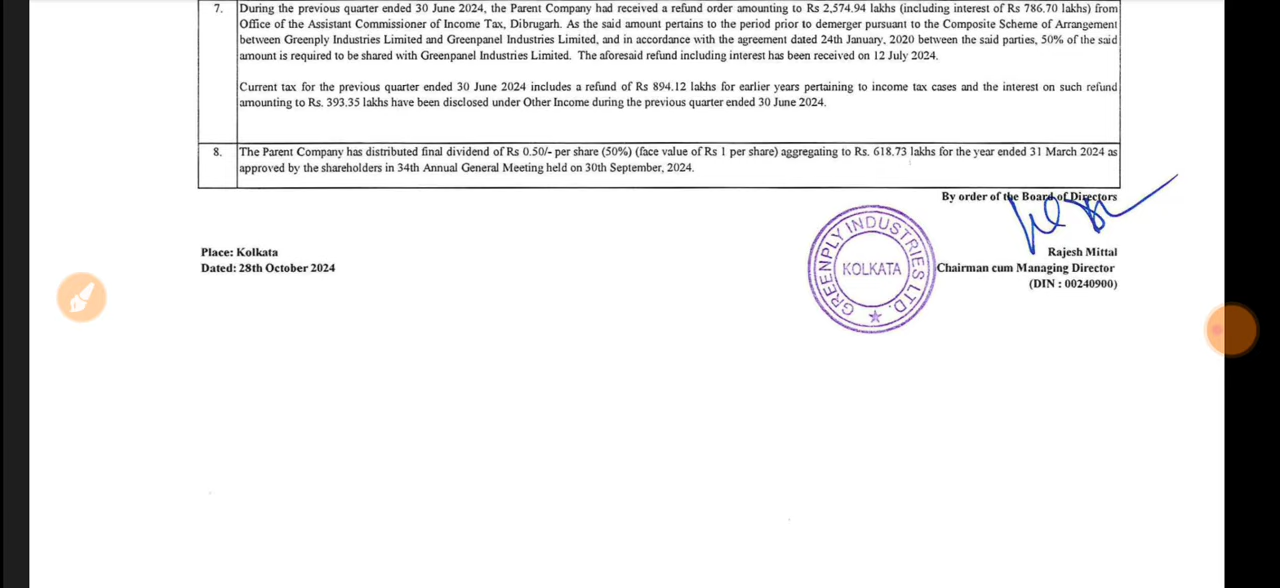 7. During the previous quarter ended 30 June 2024, the Parent Company had received a refund order amounting to Rs 2,574.94 lakhs (including interest of Rs 786.70 lakhs) from
Office of the Assistant Commissioner of Income Tax, Dibrugarh. As the said amount pertains to the period prior to demerger pursuant to the Composite Scheme of Arrangement
between Greenply Industries Limited and Greenpanel Industries Limited, and in accordance with the agreement dated 24th January, 2020 between the said parties, 50% of the said
amount is required to be shared with Greenpanel Industries Limited. The aforesaid refund including interest has been received on 12 July 2024.
Current tax for the previous quarter ended 30 June 2024 includes a refund of Rs 894.12 lakhs for earlier years pertaining to income tax cases and the interest on such refund
amounting to Rs. 393.35 lakhs have been disclosed under Other Income during the previous quarter ended 30 June 2024.
8. The Parent Company has distributed final dividend of Rs 0.50/- per share (50%) (face value of Rs 1 per share) aggregating to Rs. 618.73 lakhs for the year ended 31 March 2024 as
approved by the shareholders in 34th Annual General Meeting held on 30th September, 2024.
By order of the Board of Directors
Place: Kolkata
Dated: 28th October 2024
GREENPLY INDUSTRIES LTD.
KOLKATA
Rajesh Mittal
Chairman cum Managing Director
(DIN : 00240900)